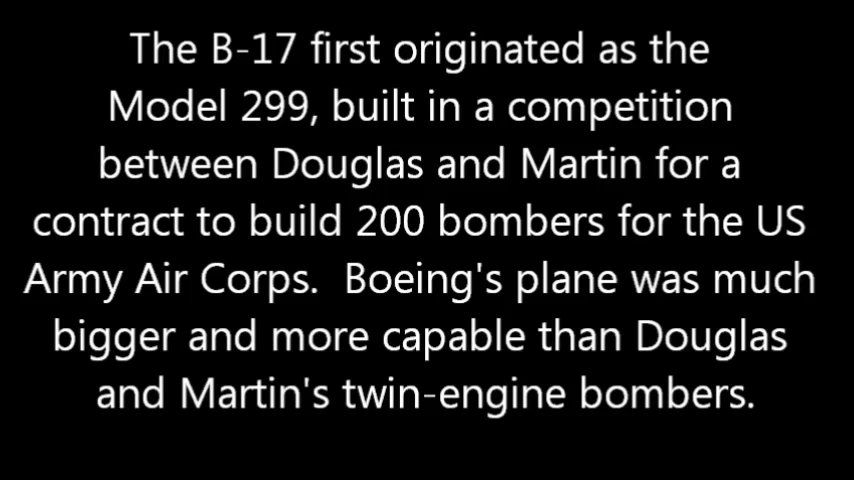 The B-17 first originated as the
Model 299, built in a competition
between Douglas and Martin for a
contract to build 200 bombers for the US
Army Air Corps.  Boeing's plane was much
bigger and more capable than Douglas
and Martin's twin-engine bombers.